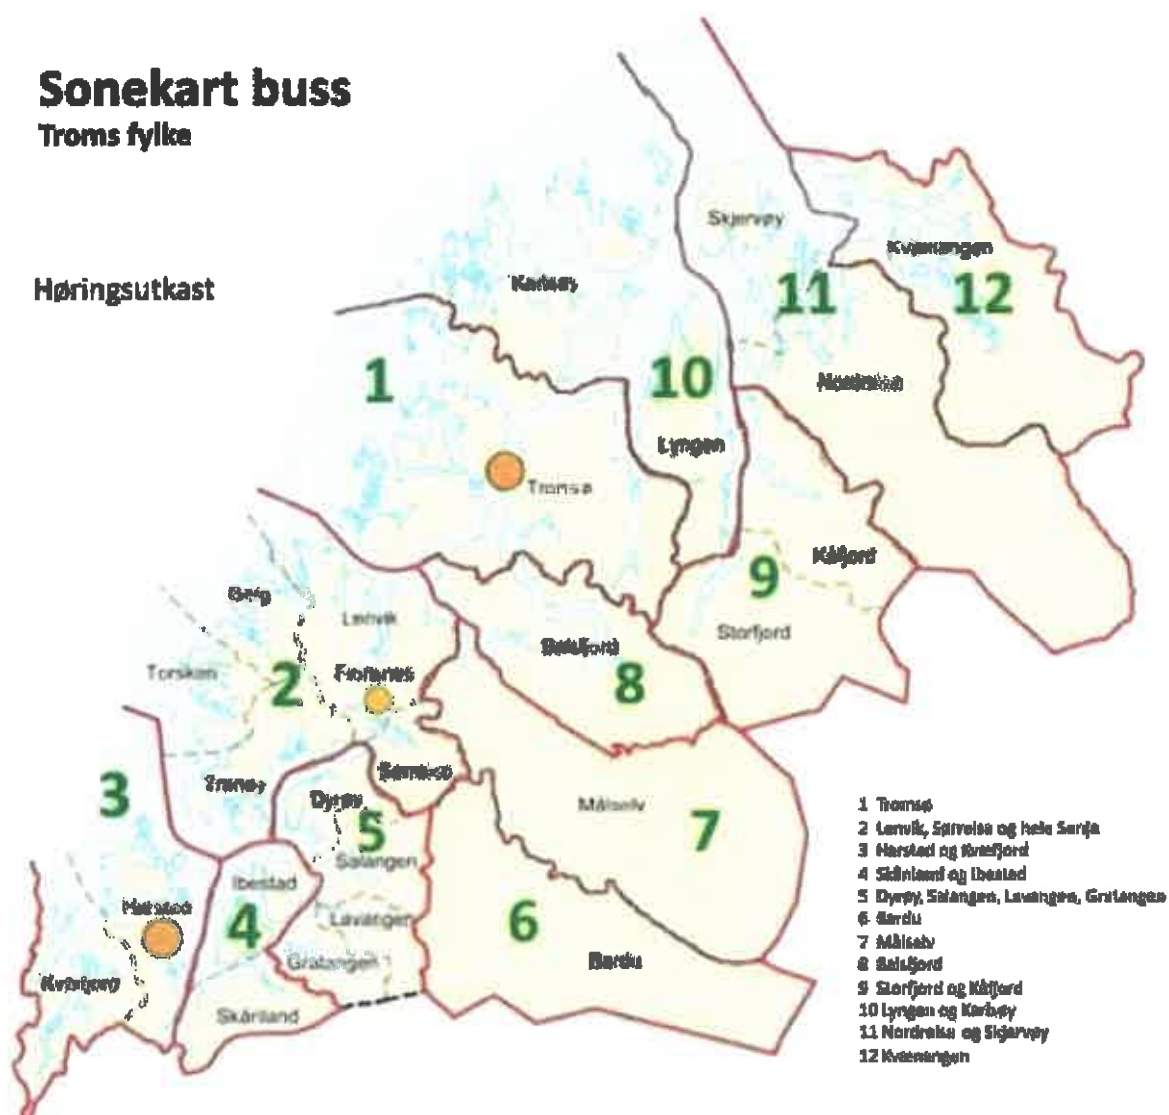 Sonekart buss
Troms fylke
Høringsutkast
Skjervøy
Kvænangen
Karlsøy
11
12
1
10
Nordreisa
Lyngen
Tromsø
Kåfjord
9
Berg
Lenvik
Storfjord
Balsfjord
Torsken
2
Finnsnes
8
3
Tranøy
Sørreisa
Dyrøy
Målselv
7
5
Salangen
Ibestad
Harstad
4
Lavangen
6
Gratangen
Bardu
Kvæfjord
Skånland
1 Tromsø
2 Lenvik, Sørreisa og hele Senja
3 Harstad og Kvæfjord
4 Skånland og Ibestad
5 Dyrøy, Salangen, Lavangen, Gratangen
6 Bardu
7 Målselv
8 Balsfjord
9 Storfjord og Kåfjord
10 Lyngen og Karlsøy
11 Nordreisa og Skjervøy
12 Kvænangen